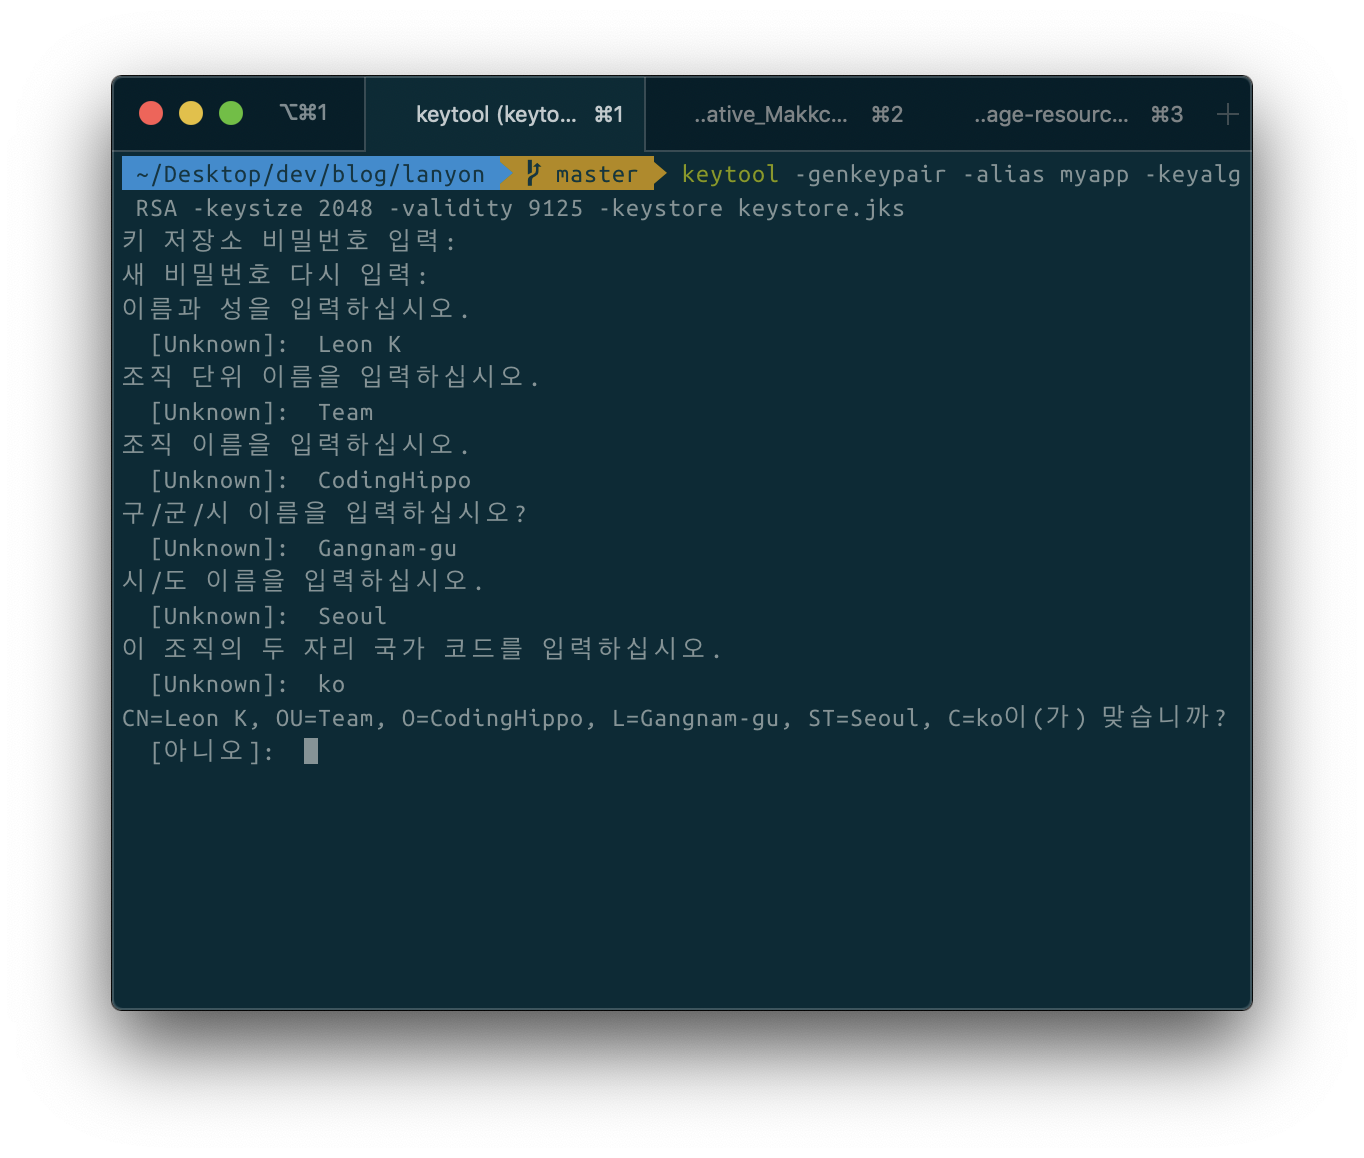 ⌥⌘1 keytool (keyto... ⌘1 ..ative_Makkc... ⌘2 ..age-resourc... ⌘3 +
~/Desktop/dev/blog/lanyon master keytool -genkeypair -alias myapp -keyalg
RSA -keysize 2048 -validity 9125 -keystore keystore.jks
키 저장소 비밀번호 입력:
새 비밀번호 다시 입력:
이름과 성을 입력하십시오.
[Unknown]: Leon K
조직 단위 이름을 입력하십시오.
[Unknown]: Team
조직 이름을 입력하십시오.
[Unknown]: CodingHippo
구/군/시 이름을 입력하십시오?
[Unknown]: Gangnam-gu
시/도 이름을 입력하십시오.
[Unknown]: Seoul
이 조직의 두 자리 국가 코드를 입력하십시오.
[Unknown]: ko
CN=Leon K, OU=Team, O=CodingHippo, L=Gangnam-gu, ST=Seoul, C=ko이(가) 맞습니까?
[아니오]: